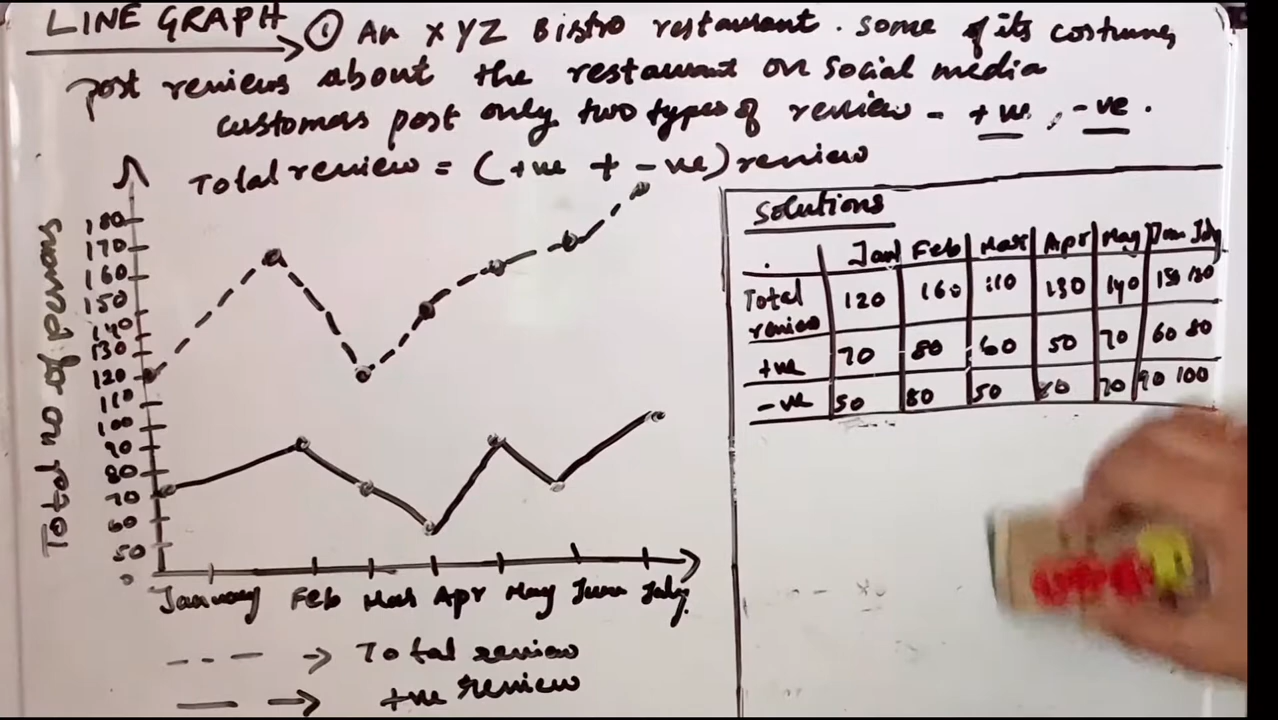 LINE GRAPH → ① An XYZ Bistro restaurant. some of its
post reviews about the restaurant on social media
customers post only two types of review - +ve, -ve.
Total review = (+ve + -ve) review
Total no of persons
180
170
160
150
140
130
120
110
100
90
80
70
60
50
0
January Feb Mar Apr May June July
--- → Total review
— → +ve review
Solutions
Jan Feb Mar Apr May Jun July
Total review 120 160 110 130 140 150 180
+ve 70 80 60 50 70 60 80
-ve 50 80 50 80 70 90 100